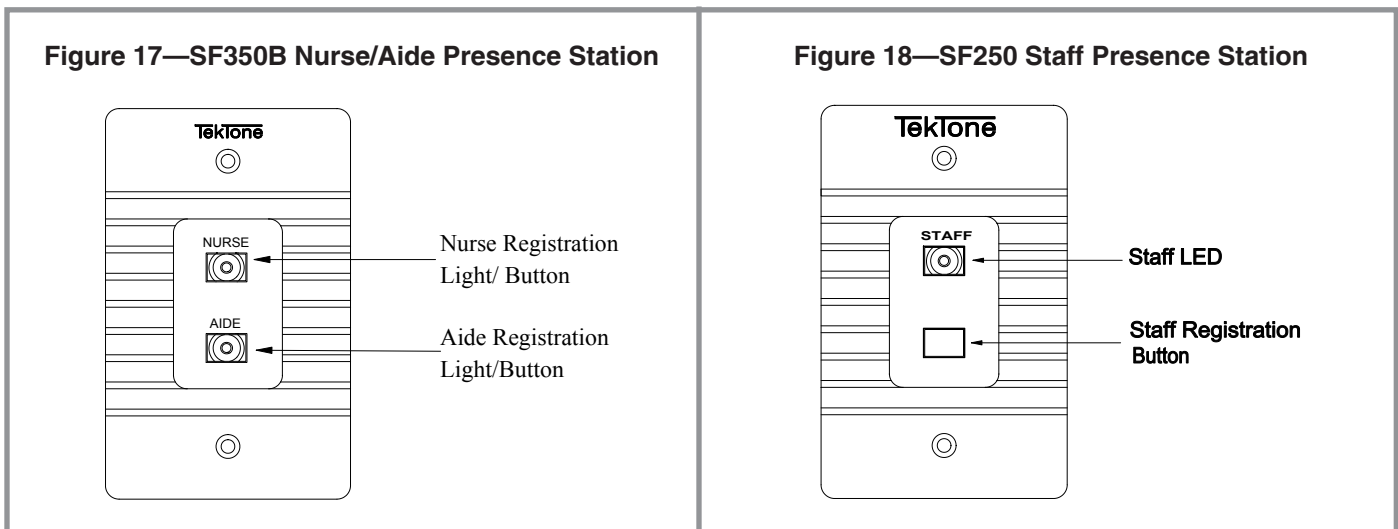 Figure 17—SF350B Nurse/Aide Presence Station
TekTone
NURSE
Nurse Registration
Light/ Button
AIDE
Aide Registration
Light/Button
Figure 18—SF250 Staff Presence Station
TekTone
STAFF
Staff LED
Staff Registration
Button